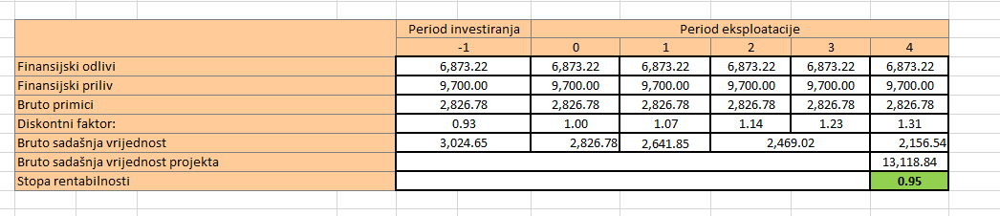 Period investiranja Period eksploatacije
-1 0 1 2 3 4
Finansijski odlivi 6,873.22 6,873.22 6,873.22 6,873.22 6,873.22 6,873.22
Finansijski priliv 9,700.00 9,700.00 9,700.00 9,700.00 9,700.00 9,700.00
Bruto primici 2,826.78 2,826.78 2,826.78 2,826.78 2,826.78 2,826.78
Diskontni faktor: 0.93 1.00 1.07 1.14 1.23 1.31
Bruto sadašnja vrijednost 3,024.65 2,826.78 2,641.85 2,469.02 2,156.54
Bruto sadašnja vrijednost projekta 13,118.84
Stopa rentabilnosti 0.95